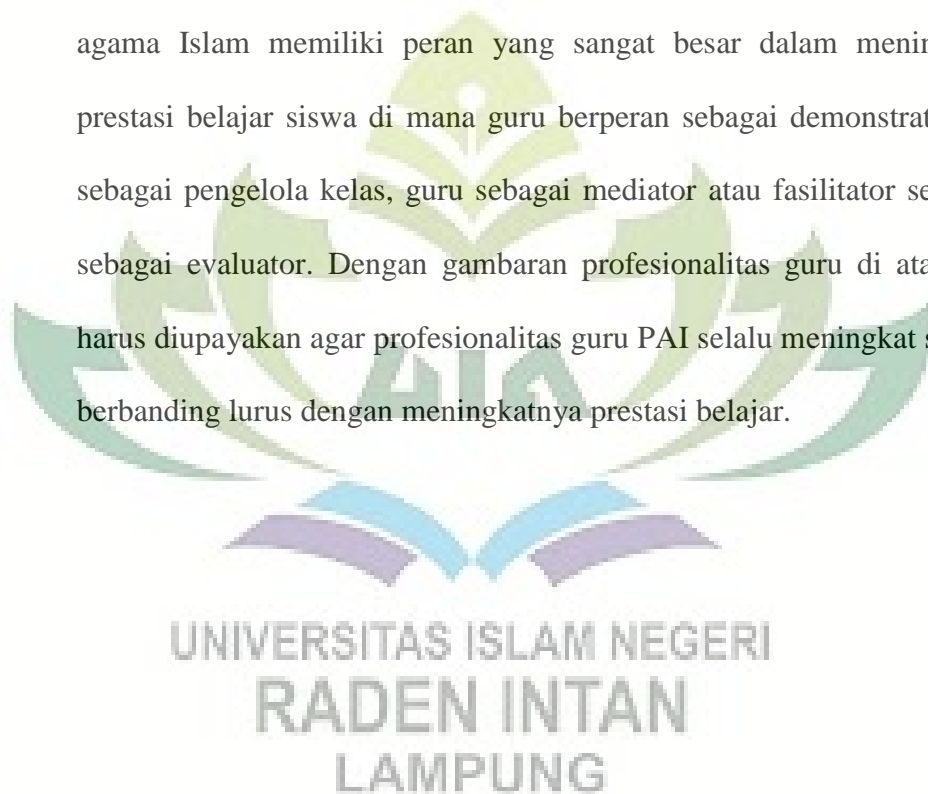 agama Islam memiliki peran yang sangat besar dalam
prestasi belajar siswa di mana guru berperan sebagai
sebagai pengelola kelas, guru sebagai mediator atau fasilitator
sebagai evaluator. Dengan gambaran profesionalitas guru di
harus diupayakan agar profesionalitas guru PAI selalu meningkat
berbanding lurus dengan meningkatnya prestasi belajar.
UIN
UNIVERSITAS ISLAM NEGERI
RADEN INTAN
LAMPUNG